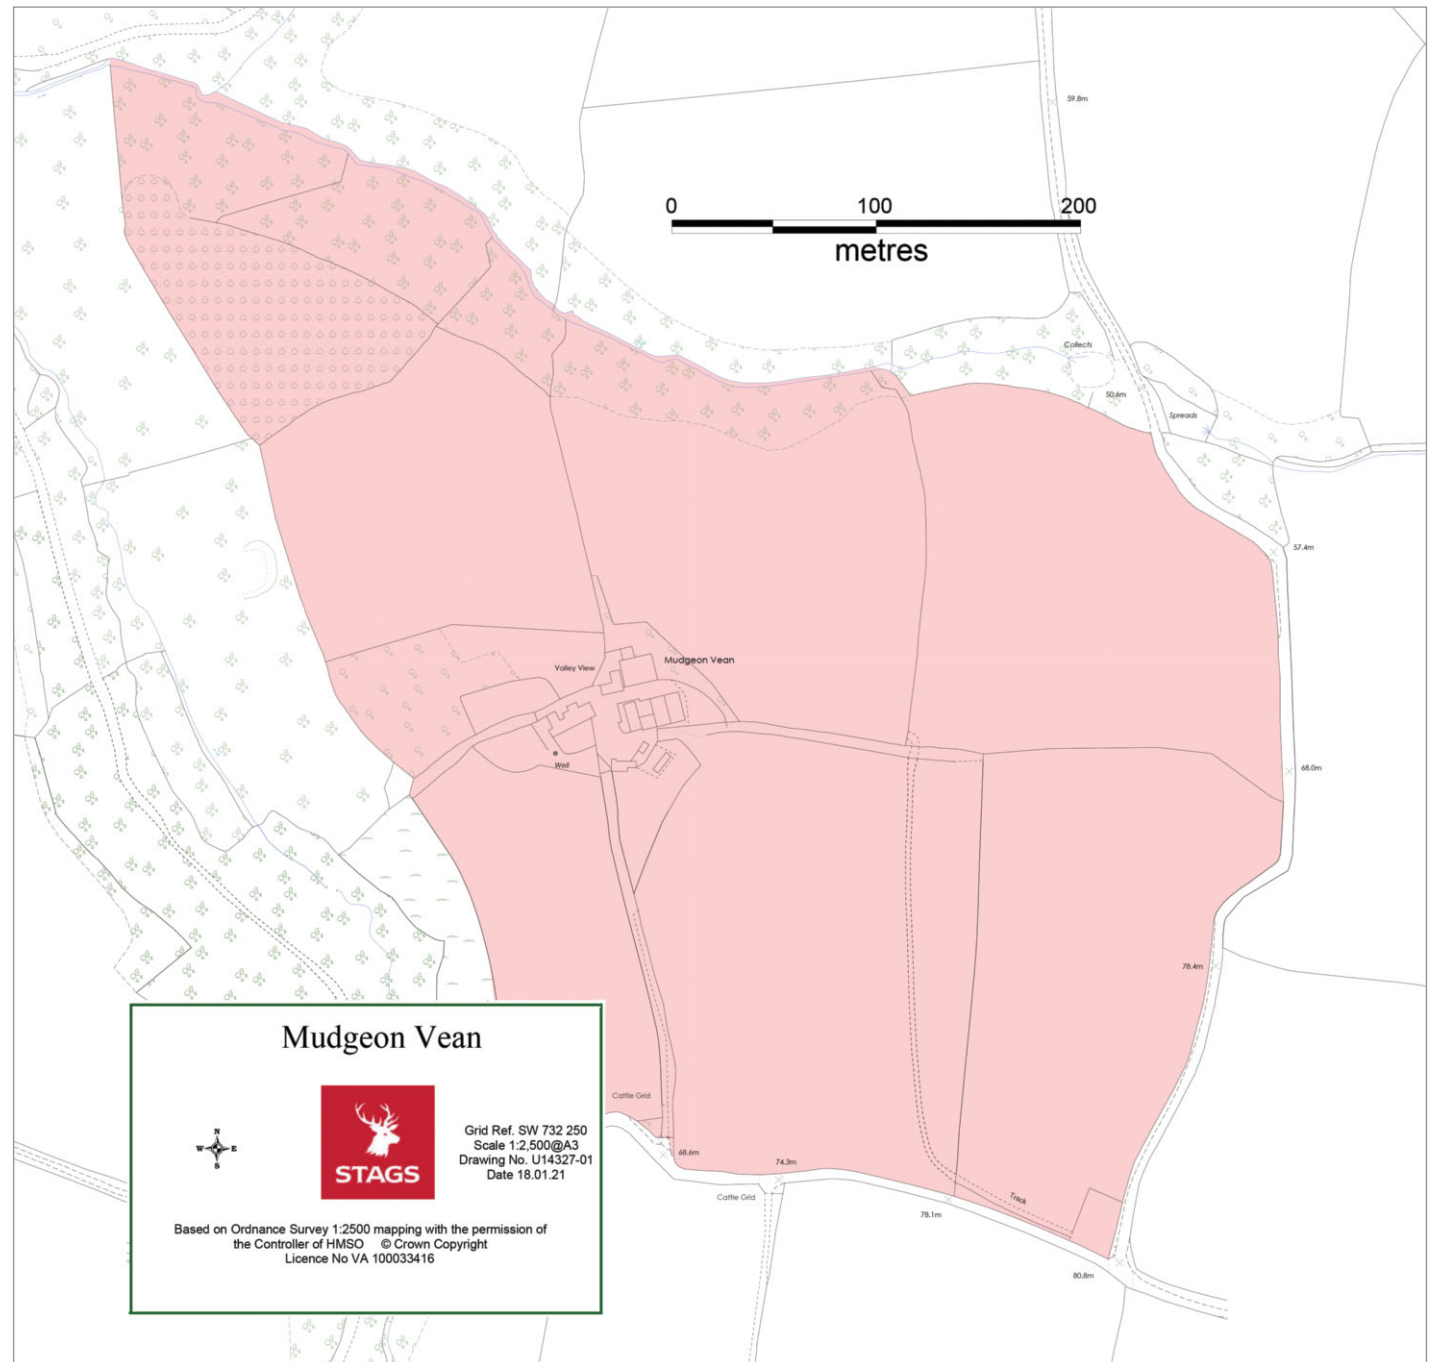 59.8m
0 100 200
metres
Collects
50.6m
Spreads
57.4m
Valley View
Mudgeon Vean
Well
68.0m
78.4m
Cattle Grid
68.6m
74.3m
Cattle Grid
Track
78.1m
80.8m
Mudgeon Vean
N
W E
S
STAGS
Grid Ref. SW 732 250
Scale 1:2,500@A3
Drawing No. U14327-01
Date 18.01.21
Based on Ordnance Survey 1:2500 mapping with the permission of
the Controller of HMSO © Crown Copyright
Licence No VA 100033416